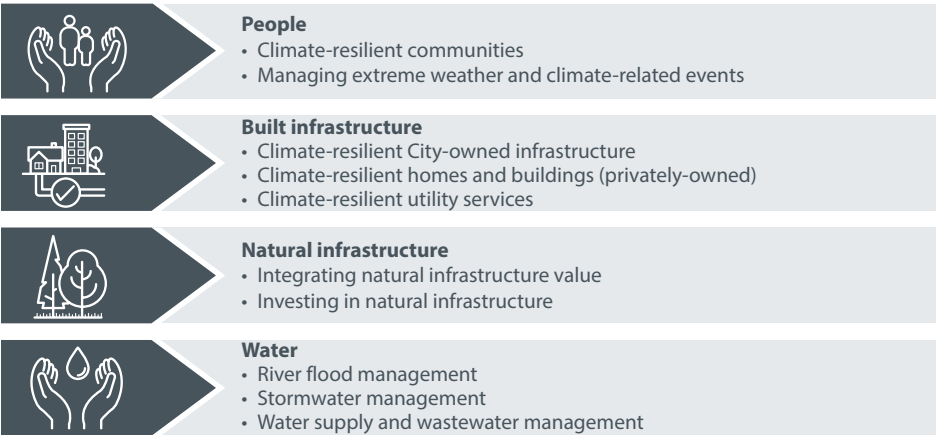 People
• Climate-resilient communities
• Managing extreme weather and climate-related events
Built infrastructure
• Climate-resilient City-owned infrastructure
• Climate-resilient homes and buildings (privately-owned)
• Climate-resilient utility services
Natural infrastructure
• Integrating natural infrastructure value
• Investing in natural infrastructure
Water
• River flood management
• Stormwater management
• Water supply and wastewater management